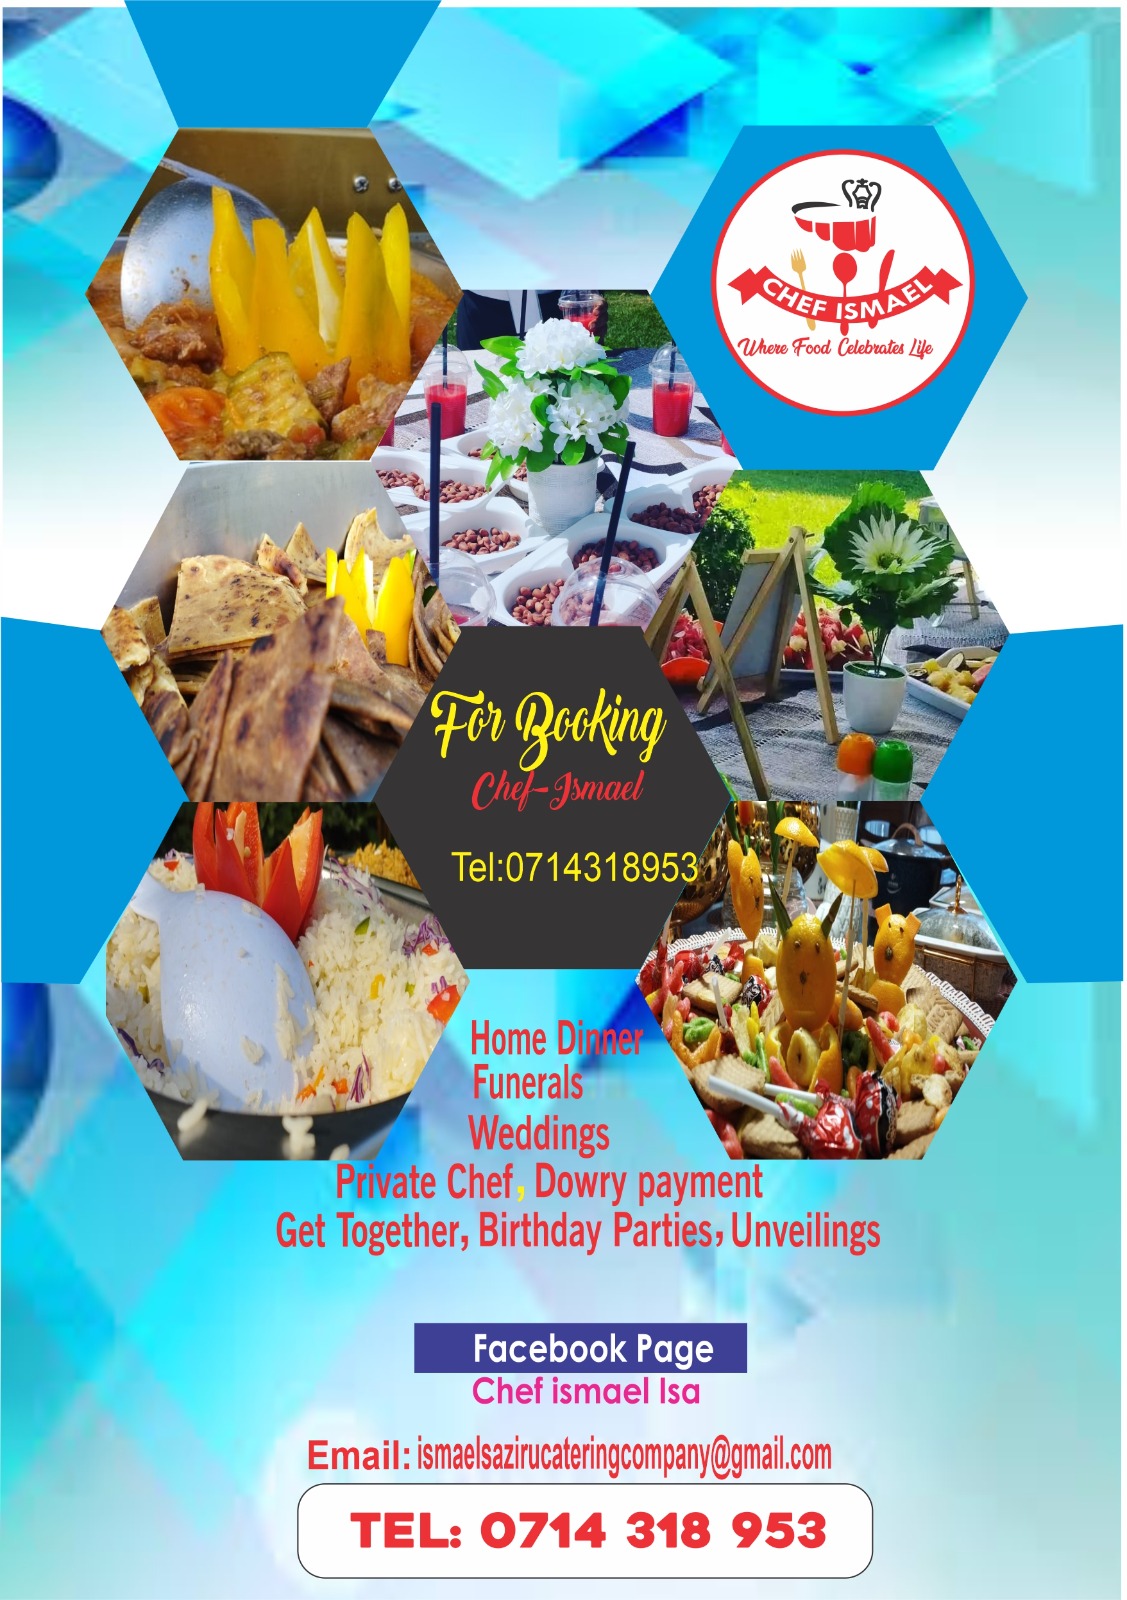 CHEF ISMAEL
Where Food Celebrates Life
For Booking
Chef-Ismael
Tel:0714318953
Home Dinner
Funerals
Weddings
Private Chef, Dowry payment
Get Together, Birthday Parties, Unveilings
Facebook Page
Chef ismael Isa
Email: ismaelsazirucateringcompany@gmail.com
TEL: 0714 318 953